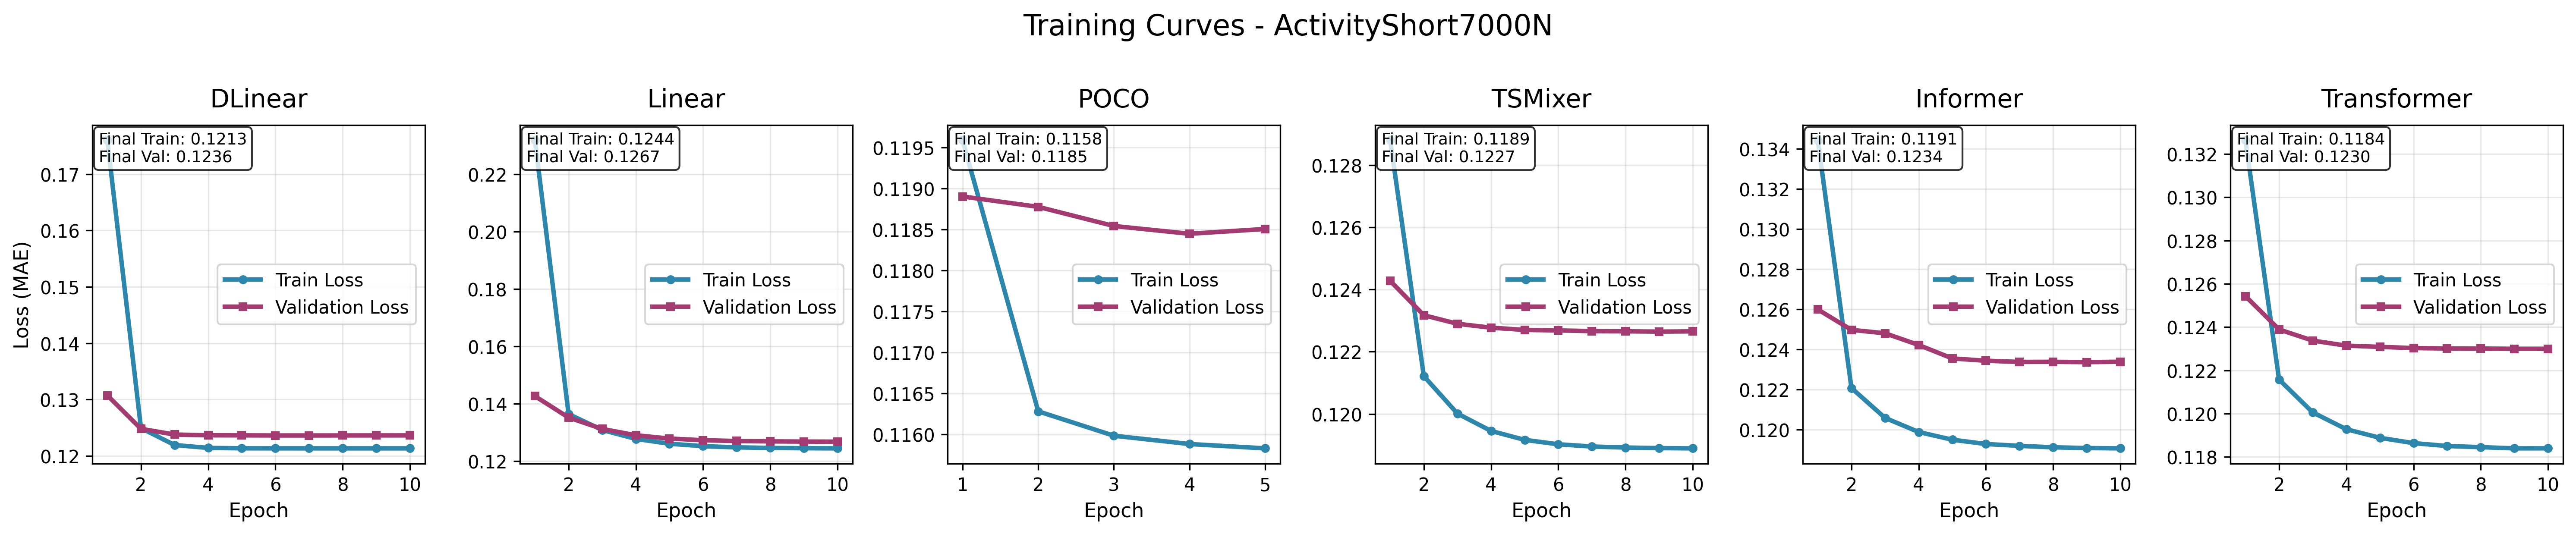 Training Curves - ActivityShort7000N
DLinear
Final Train: 0.1213
Final Val: 0.1236
Train Loss
Validation Loss
Loss (MAE)
0.17
0.16
0.15
0.14
0.13
0.12
2 4 6 8 10
Epoch
Linear
Final Train: 0.1244
Final Val: 0.1267
Train Loss
Validation Loss
0.22
0.20
0.18
0.16
0.14
0.12
2 4 6 8 10
Epoch
POCO
Final Train: 0.1158
Final Val: 0.1185
Train Loss
Validation Loss
0.1195
0.1190
0.1185
0.1180
0.1175
0.1170
0.1165
0.1160
1 2 3 4 5
Epoch
TSMixer
Final Train: 0.1189
Final Val: 0.1227
Train Loss
Validation Loss
0.128
0.126
0.124
0.122
0.120
2 4 6 8 10
Epoch
Informer
Final Train: 0.1191
Final Val: 0.1234
Train Loss
Validation Loss
0.134
0.132
0.130
0.128
0.126
0.124
0.122
0.120
2 4 6 8 10
Epoch
Transformer
Final Train: 0.1184
Final Val: 0.1230
Train Loss
Validation Loss
0.132
0.130
0.128
0.126
0.124
0.122
0.120
0.118
2 4 6 8 10
Epoch